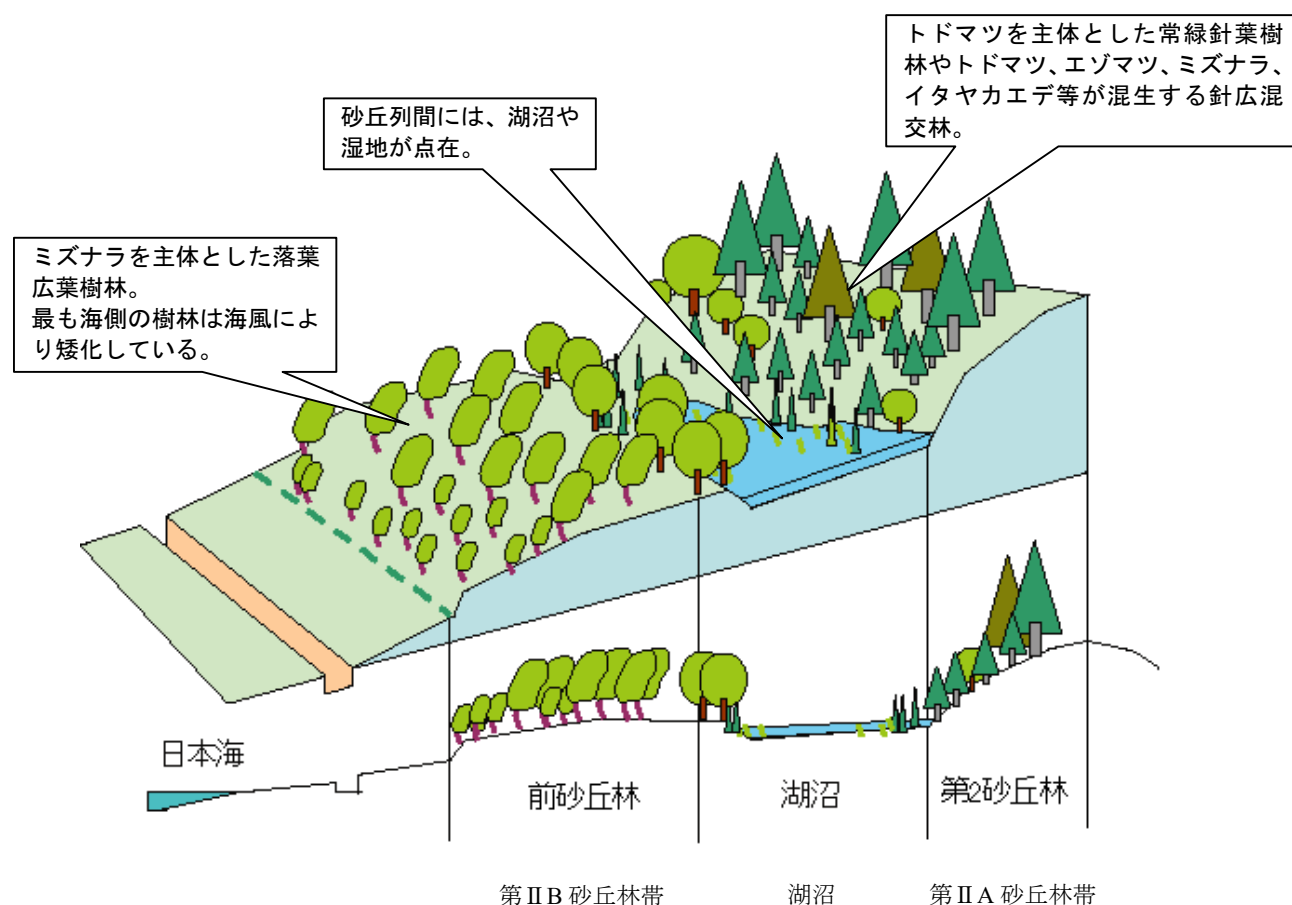 トドマツを主体とした常緑針葉樹
林やトドマツ、エゾマツ、ミズナラ、
イタヤカエデ等が混生する針広混
交林。
砂丘列間には、湖沼や
湿地が点在。
ミズナラを主体とした落葉
広葉樹林。
最も海側の樹林は海風によ
り矮化している。
日本海
前砂丘林
湖沼
第2砂丘林
第ⅡB砂丘林帯
湖沼
第ⅡA砂丘林帯